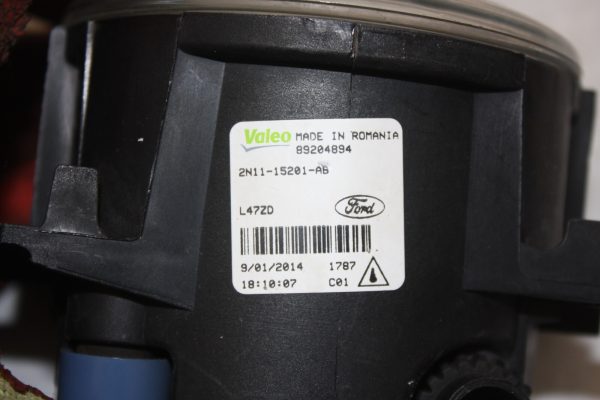 Valeo MADE IN ROMANIA
89204894
2N11-15201-AB
L47ZD Ford
9/01/2014 1787
18:10:07 C01